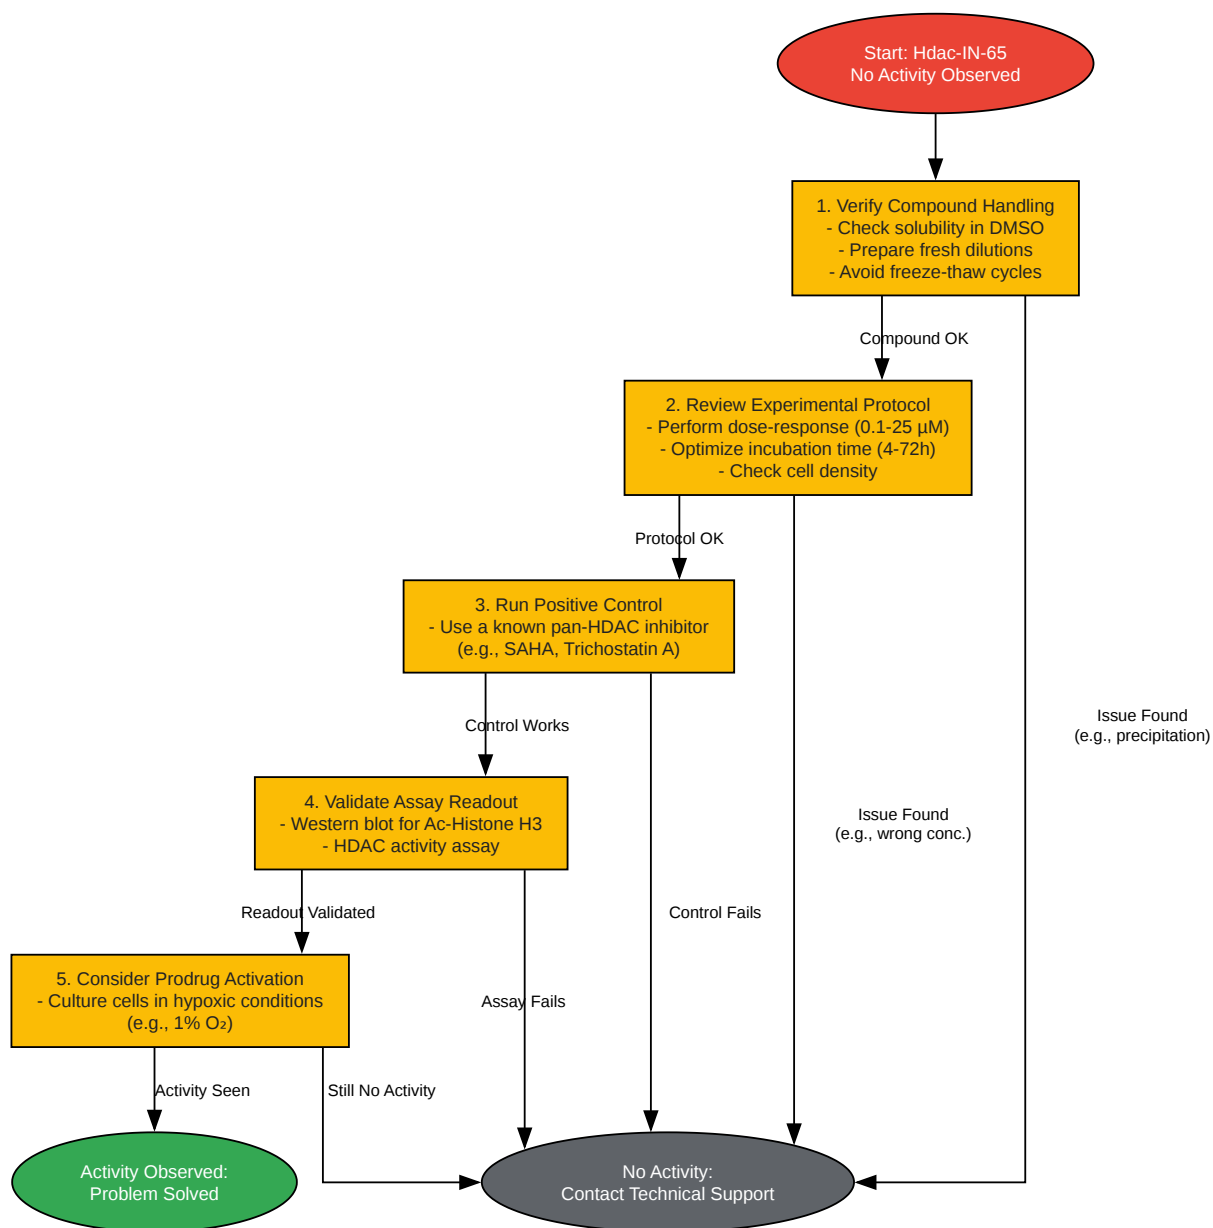 Start: Hdac-IN-65
No Activity Observed
1. Verify Compound Handling
- Check solubility in DMSO
- Prepare fresh dilutions
- Avoid freeze-thaw cycles
Compound OK
2. Review Experimental Protocol
- Perform dose-response (0.1-25 µM)
- Optimize incubation time (4-72h)
- Check cell density
Protocol OK
3. Run Positive Control
- Use a known pan-HDAC inhibitor
(e.g., SAHA, Trichostatin A)
Control Works
Issue Found
(e.g., precipitation)
4. Validate Assay Readout
- Western blot for Ac-Histone H3
- HDAC activity assay
Issue Found
(e.g., wrong conc.)
Readout Validated
Control Fails
5. Consider Prodrug Activation
- Culture cells in hypoxic conditions
(e.g., 1% O₂)
Assay Fails
Activity Seen
Still No Activity
Activity Observed:
Problem Solved
No Activity:
Contact Technical Support